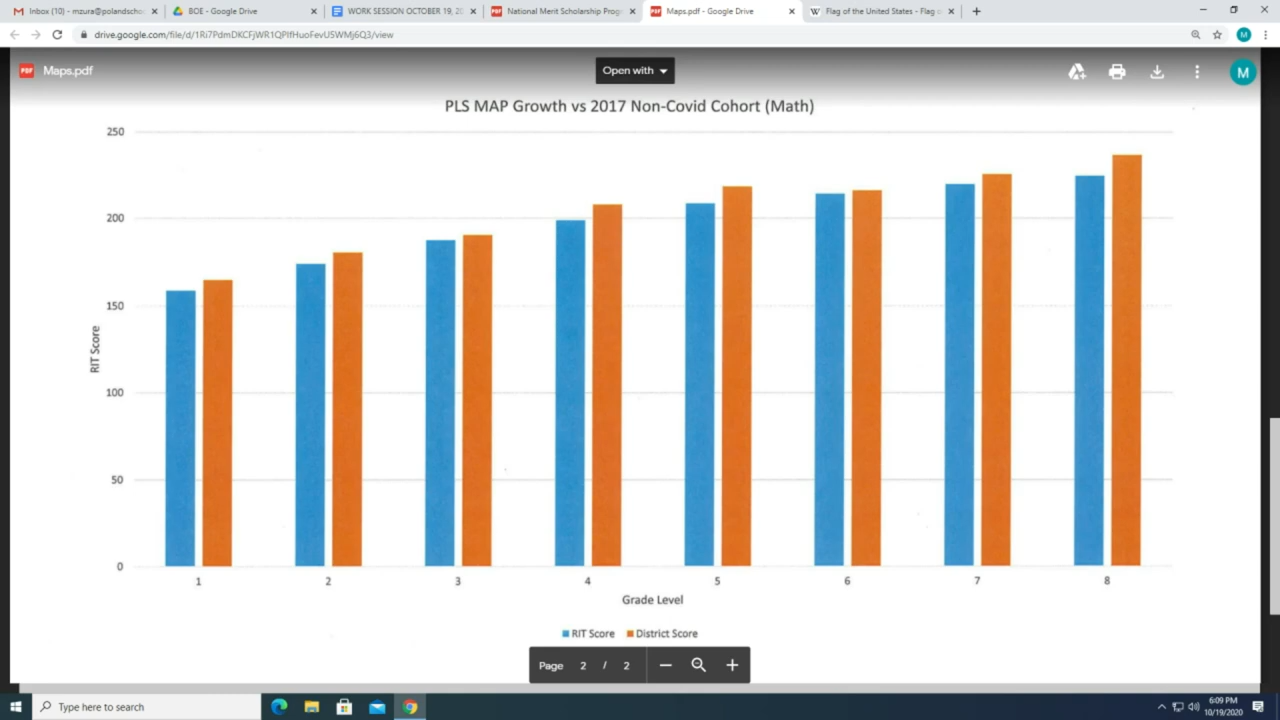 Inbox (10) - mzura@polandscho
BOE - Google Drive
WORK SESSION OCTOBER 19, 20
National Merit Scholarship Prog
Maps.pdf - Google Drive
Flag of the United States - Flag o
drive.google.com/file/d/1Ri7PdmDKCFjWR1QPIfHuoFevU5WMj6Q3/view
M
PDF Maps.pdf
Open with
M
PLS MAP Growth vs 2017 Non-Covid Cohort (Math)
250
200
150
100
50
0
RIT Score
1 2 3 4 5 6 7 8
Grade Level
RIT Score District Score
Page 2 / 2
Type here to search
6:09 PM
10/19/2020